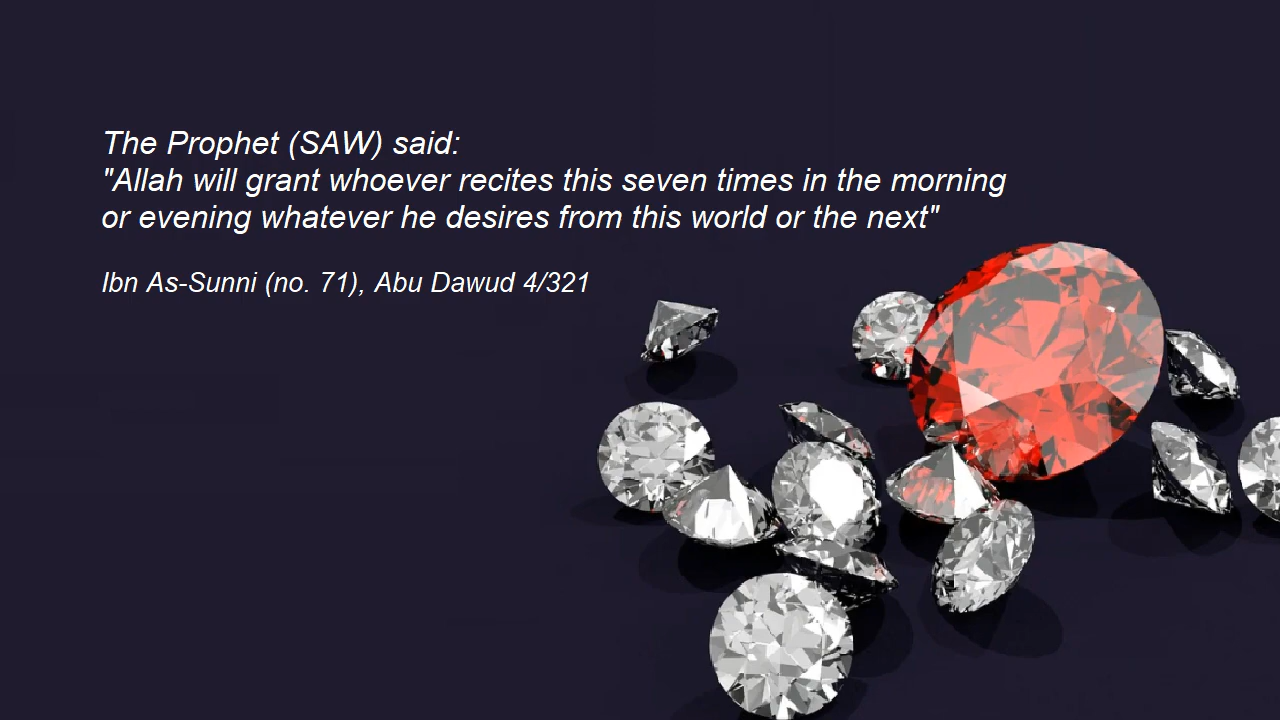 The Prophet (SAW) said:
"Allah will grant whoever recites this seven times in the morning
or evening whatever he desires from this world or the next"
Ibn As-Sunni (no. 71), Abu Dawud 4/321